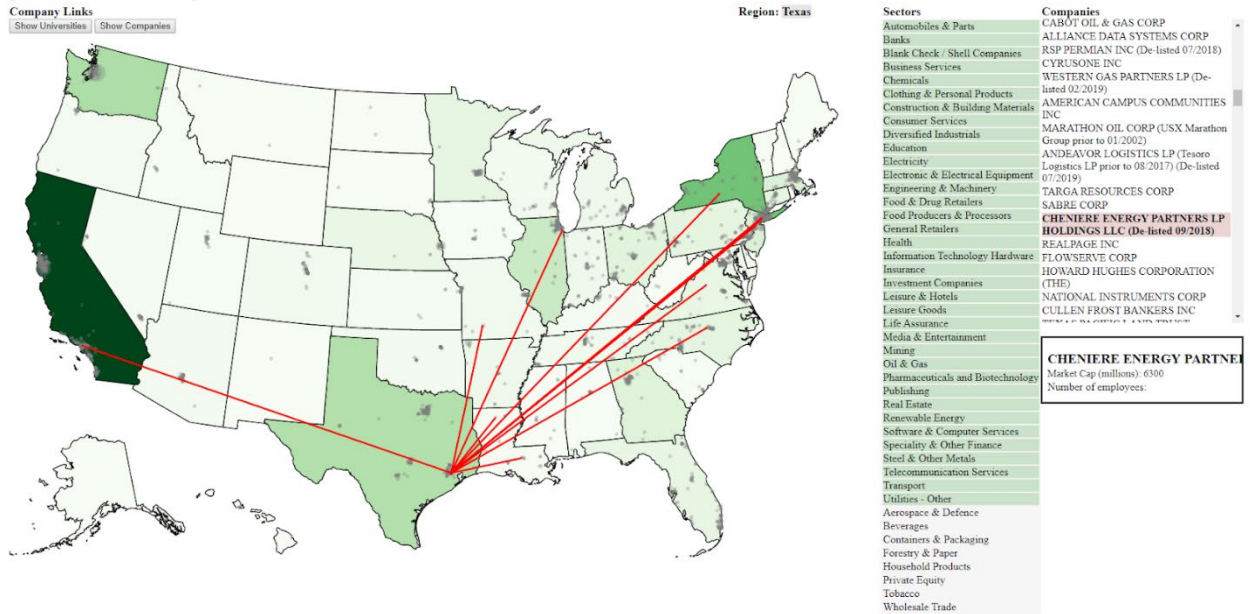 Company Links
Show Universities
Show Companies
Region: Texas
Sectors
Automobiles & Parts
Banks
Blank Check / Shell Companies
Business Services
Chemicals
Clothing & Personal Products
Construction & Building Materials
Consumer Services
Diversified Industrials
Education
Electricity
Electronic & Electrical Equipment
Engineering & Machinery
Food & Drug Retailers
Food Producers & Processors
General Retailers
Health
Information Technology Hardware
Insurance
Investment Companies
Leisure & Hotels
Leisure Goods
Life Assurance
Media & Entertainment
Mining
Oil & Gas
Pharmaceuticals and Biotechnology
Publishing
Real Estate
Renewable Energy
Software & Computer Services
Speciality & Other Finance
Steel & Other Metals
Telecommunication Services
Transport
Utilities - Other
Aerospace & Defence
Beverages
Containers & Packaging
Forestry & Paper
Household Products
Private Equity
Tobacco
Wholesale Trade
Companies
CABOT OIL & GAS CORP
ALLIANCE DATA SYSTEMS CORP
RSP PERMIAN INC (De-listed 07/2018)
CYRUSONE INC
WESTERN GAS PARTNERS LP (De-
listed 02/2019)
AMERICAN CAMPUS COMMUNITIES
INC
MARATHON OIL CORP (USX Marathon
Group prior to 01/2002)
ANDEAVOR LOGISTICS LP (Tesoro
Logistics LP prior to 08/2017) (De-listed
07/2019)
TARGA RESOURCES CORP
SABRE CORP
CHENIERE ENERGY PARTNERS LP
HOLDINGS LLC (De-listed 09/2018)
REALPAGE INC
FLOWSERVE CORP
HOWARD HUGHES CORPORATION
(THE)
NATIONAL INSTRUMENTS CORP
CULLEN FROST BANKERS INC
CHENIERE ENERGY PARTNE
Market Cap (millions): 6300
Number of employees: